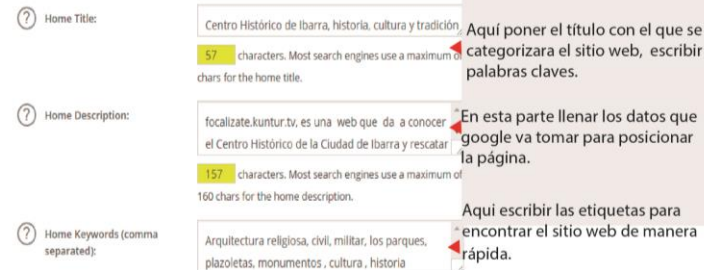 Home Title:
Centro Histórico de Ibarra, historia, cultura y tradición
57 characters. Most search engines use a maximum o
chars for the home title.
Aquí poner el título con el que se
categorizara el sitio web, escribir
palabras claves.
Home Description:
focalizate.kuntur.tv, es una web que da a conocer
el Centro Histórico de la Ciudad de Ibarra y rescatar
157 characters. Most search engines use a maximum of
160 chars for the home description.
En esta parte llenar los datos que
google va tomar para posicionar
la página.
Home Keywords (comma
separated):
Arquitectura religiosa, civil, militar, los parques,
plazoletas, monumentos , cultura , historia
Aqui escribir las etiquetas para
encontrar el sitio web de manera
rápida.